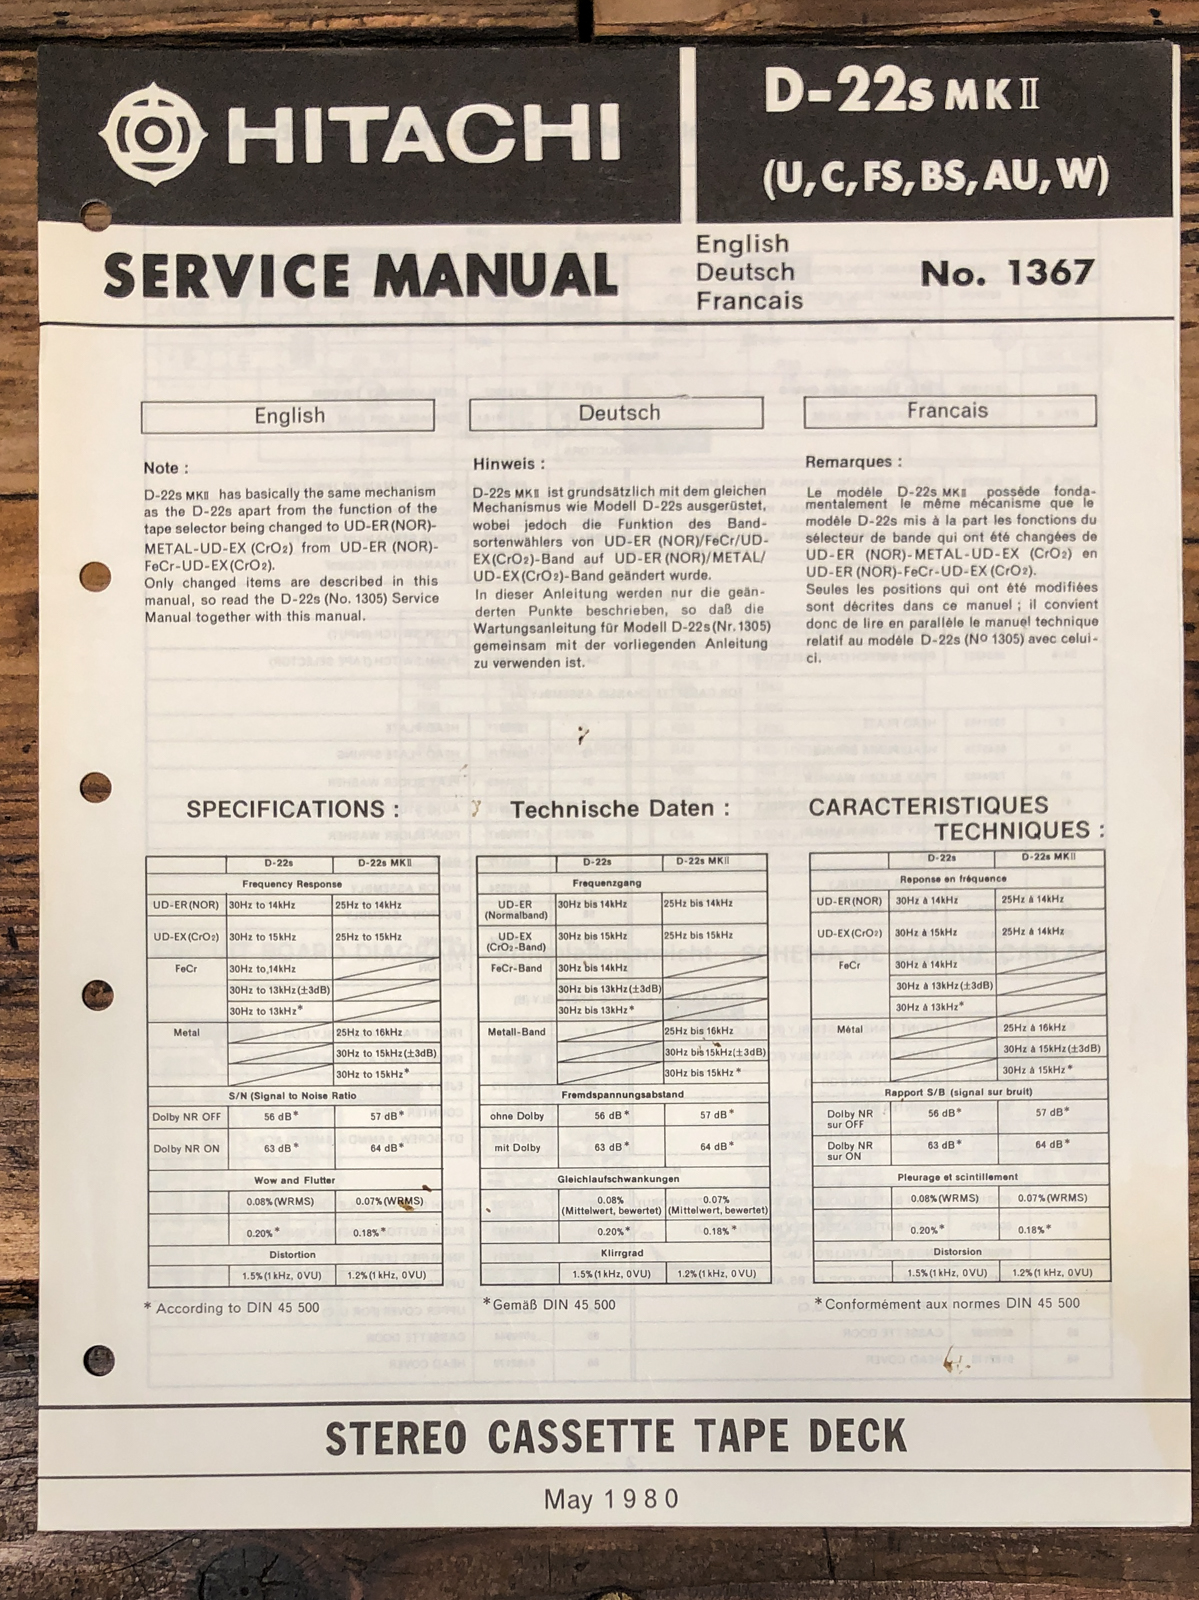 HITACHI
D-22s MK II
(U, C, FS, BS, AU, W)
SERVICE MANUAL
English
Deutsch
Francais
No. 1367
English
Note :
D-22s MKII has basically the same mechanism
as the D-22s apart from the function of the
tape selector being changed to UD-ER(NOR)-
METAL-UD-EX (CrO2) from UD-ER (NOR)-
FeCr-UD-EX(CrO2).
Only changed items are described in this
manual, so read the D-22s (No. 1305) Service
Manual together with this manual.
Deutsch
Hinweis :
D-22s MKII ist grundsätzlich mit dem gleichen
Mechanismus wie Modell D-22s ausgerüstet,
wobei jedoch die Funktion des Band-
sortenwählers von UD-ER (NOR)/FeCr/UD-
EX(CrO2)-Band auf UD-ER (NOR)/METAL/
UD-EX(CrO2)-Band geändert wurde.
In dieser Anleitung werden nur die geän-
derten Punkte beschrieben, so daß die
Wartungsanleitung für Modell D-22s(Nr. 1305)
gemeinsam mit der vorliegenden Anleitung
zu verwenden ist.
Francais
Remarques :
Le modèle D-22s MKII possède fonda-
mentalement le même mécanisme que le
modèle D-22s mis à la part les fonctions du
sélecteur de bande qui ont été changées de
UD-ER (NOR)-METAL-UD-EX (CrO2) en
UD-ER (NOR)-FeCr-UD-EX (CrO2).
Seules les positions qui ont été modifiées
sont décrites dans ce manuel ; il convient
donc de lire en parallèle le manuel technique
relatif au modèle D-22s (No 1305) avec celui-
ci.
SPECIFICATIONS :
D-22s D-22s MKII
Frequency Response
UD-ER(NOR) 30Hz to 14kHz 25Hz to 14kHz
UD-EX(CrO2) 30Hz to 15kHz 25Hz to 15kHz
FeCr 30Hz to 14kHz
30Hz to 13kHz(±3dB)
30Hz to 13kHz*
Metal 25Hz to 16kHz
30Hz to 15kHz(±3dB)
30Hz to 15kHz*
S/N (Signal to Noise Ratio
Dolby NR OFF 56 dB* 57 dB*
Dolby NR ON 63 dB* 64 dB*
Wow and Flutter
0.08%(WRMS) 0.07%(WRMS)
0.20%* 0.18%*
Distortion
1.5%(1kHz, 0VU) 1.2%(1kHz, 0VU)
* According to DIN 45 500
Technische Daten :
D-22s D-22s MKII
Frequenzgang
UD-ER 30Hz bis 14kHz 25Hz bis 14kHz
(Normalband)
UD-EX 30Hz bis 15kHz 25Hz bis 15kHz
(CrO2-Band)
FeCr-Band 30Hz bis 14kHz
30Hz bis 13kHz(±3dB)
30Hz bis 13kHz*
Metall-Band 25Hz bis 16kHz
30Hz bis 15kHz(±3dB)
30Hz bis 15kHz*
Fremdspannungsabstand
ohne Dolby 56 dB* 57 dB*
mit Dolby 63 dB* 64 dB*
Gleichlaufschwankungen
0.08% 0.07%
(Mittelwert, bewertet) (Mittelwert, bewertet)
0.20%* 0.18%*
Klirrgrad
1.5%(1kHz, 0VU) 1.2%(1kHz, 0VU)
* Gemäß DIN 45 500
CARACTERISTIQUES
TECHNIQUES :
D-22s D-22s MKII
Reponse en fréquence
UD-ER(NOR) 30Hz à 14kHz 25Hz à 14kHz
UD-EX(CrO2) 30Hz à 15kHz 25Hz à 14kHz
FeCr 30Hz à 14kHz
30Hz à 13kHz(±3dB)
30Hz à 13kHz*
Métal 25Hz à 16kHz
30Hz à 15kHz(±3dB)
30Hz à 15kHz*
Rapport S/B (signal sur bruit)
Dolby NR 56 dB* 57 dB*
sur OFF
Dolby NR 63 dB* 64 dB*
sur ON
Pleurage et scintillement
0.08%(WRMS) 0.07%(WRMS)
0.20%* 0.18%*
Distorsion
1.5%(1kHz, 0VU) 1.2%(1kHz, 0VU)
* Conformément aux normes DIN 45 500
STEREO CASSETTE TAPE DECK
May 1980